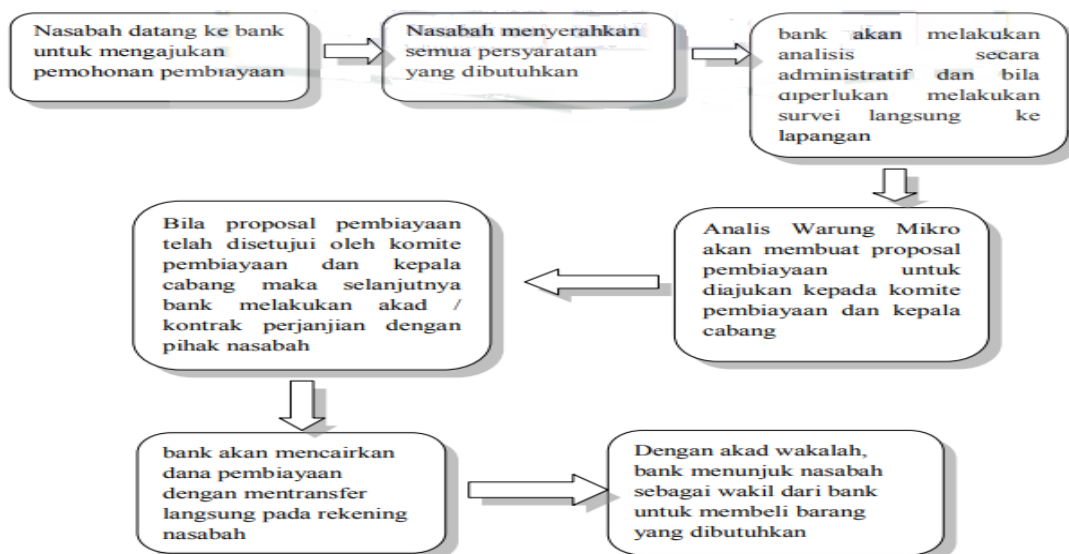 Nasabah datang ke bank
untuk mengajukan
pemohonan pembiayaan
Nasabah menyerahkan
semua persyaratan
yang dibutuhkan
bank akan melakukan
analisis secara
administratif dan bila
diperlukan melakukan
survei langsung ke
lapangan
Analis Warung Mikro
akan membuat proposal
pembiayaan untuk
diajukan kepada komite
pembiayaan dan kepala
cabang
Bila proposal pembiayaan
telah disetujui oleh komite
pembiayaan dan kepala
cabang maka selanjutnya
bank melakukan akad /
kontrak perjanjian dengan
pihak nasabah
bank akan mencairkan
dana pembiayaan
dengan mentransfer
langsung pada rekening
nasabah
Dengan akad wakalah,
bank menunjuk nasabah
sebagai wakil dari bank
untuk membeli barang
yang dibutuhkan